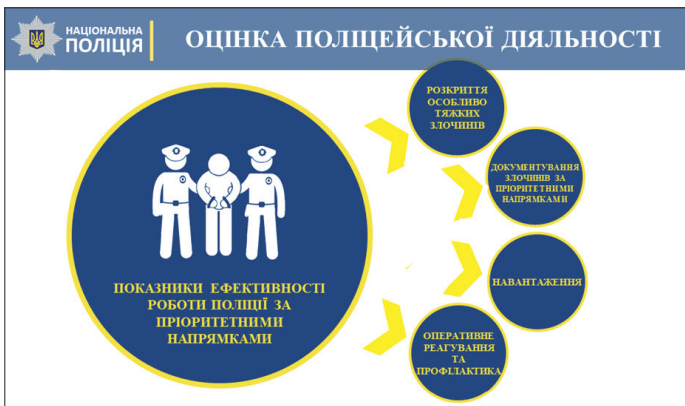 НАЦІОНАЛЬНА
ПОЛІЦІЯ
ОЦІНКА ПОЛІЦЕЙСЬКОЇ ДІЯЛЬНОСТІ
ПОКАЗНИКИ ЕФЕКТИВНОСТІ
РОБОТИ ПОЛІЦІЇ ЗА
ПРІОРИТЕТНИМИ
НАПРЯМКАМИ
РОЗКРИТТЯ
ОСОБЛИВО
ТЯЖКИХ
ЗЛОЧИНІВ
ДОКУМЕНТУВАННЯ
ЗЛОЧИНІВ ЗА
ПРІОРИТЕТНИМИ
НАПРЯМКАМИ
НАВАНТАЖЕННЯ
ОПЕРАТИВНЕ
РЕАГУВАННЯ
ТА
ПРОФІЛАКТИКА